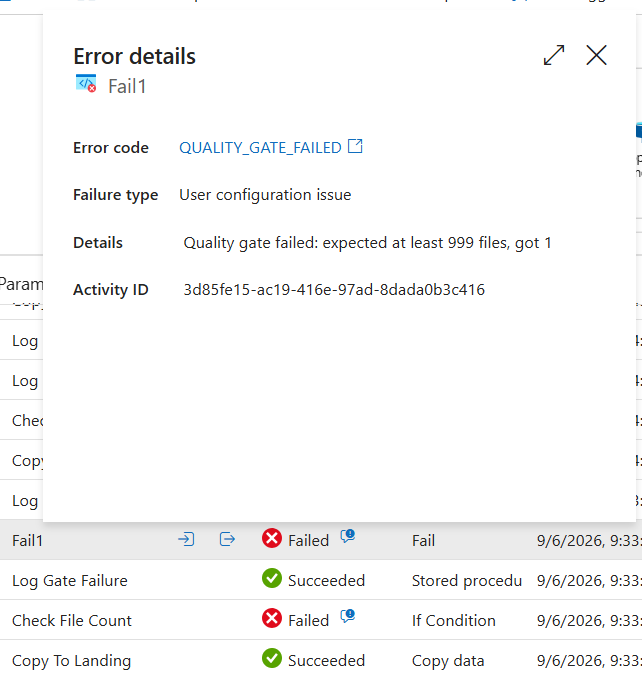 Error details
Fail1
Error code QUALITY_GATE_FAILED
Failure type User configuration issue
Details Quality gate failed: expected at least 999 files, got 1
Activity ID 3d85fe15-ac19-416e-97ad-8dada0b3c416
Param
Log
Log
Chec
Copy
Log
Fail1 Failed Fail 9/6/2026, 9:33:
Log Gate Failure Succeeded Stored procedu 9/6/2026, 9:33:
Check File Count Failed If Condition 9/6/2026, 9:33:
Copy To Landing Succeeded Copy data 9/6/2026, 9:33: